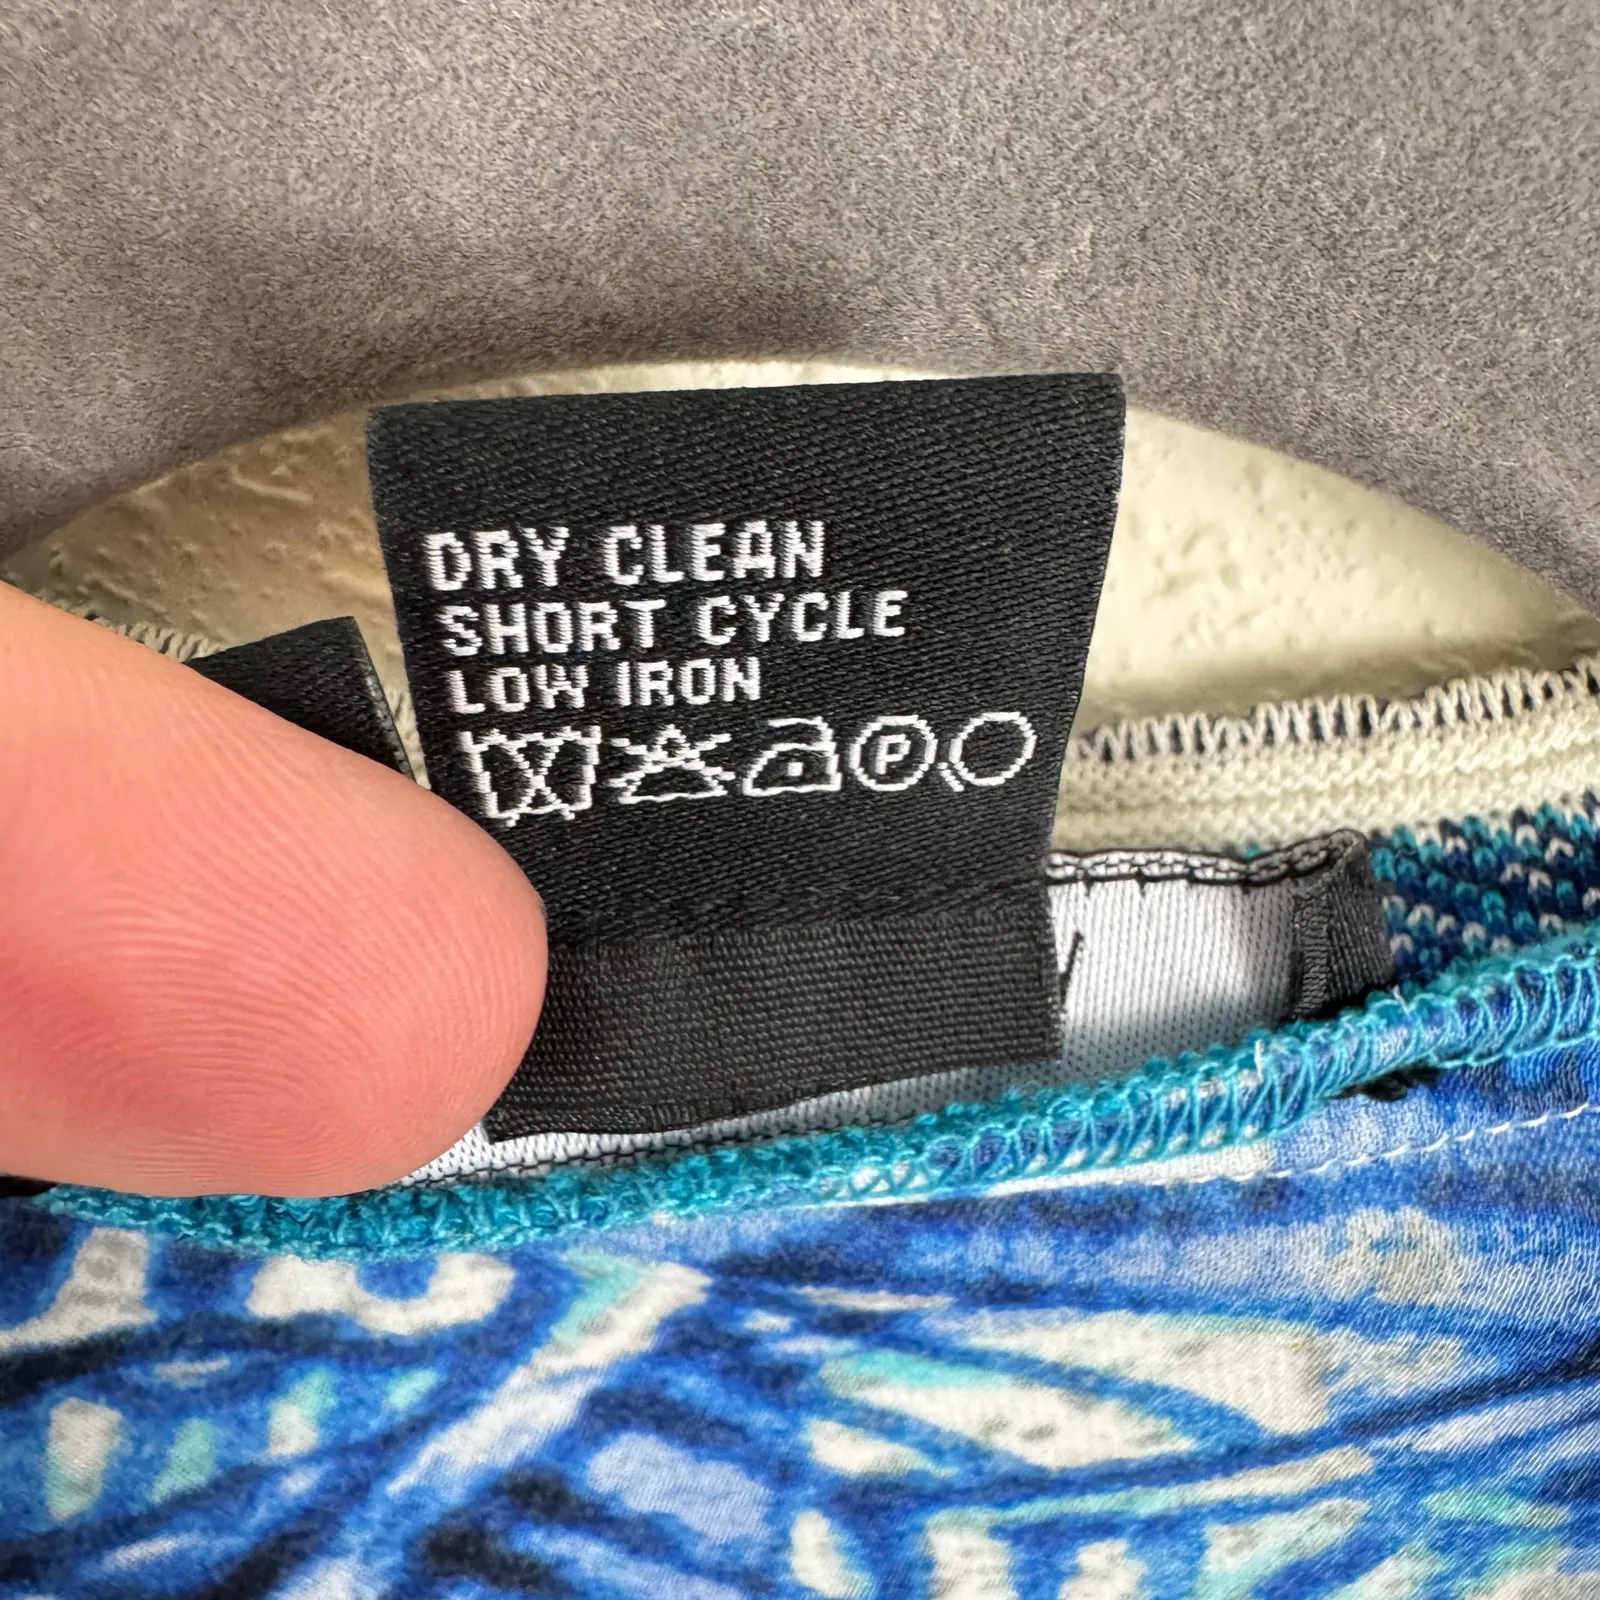 DRY CLEAN
SHORT CYCLE
LOW IRON
P